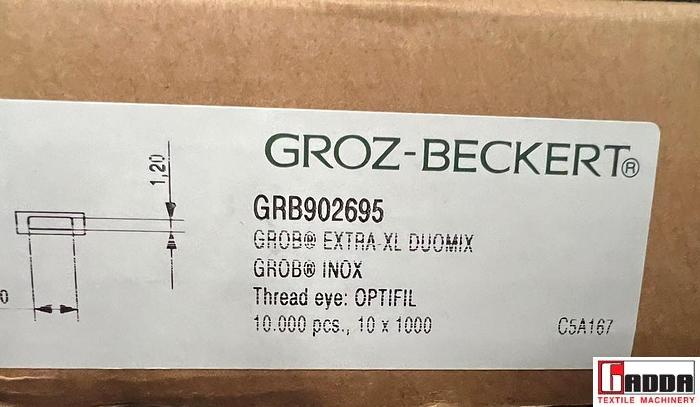 GROZ-BECKERT®
1,20
GRB902695
GROB® EXTRA-XL DUOMIX
GROB® INOX
0
Thread eye: OPTIFIL
10.000 pcs., 10 x 1000 C5A167
GADDA
TEXTILE MACHINERY